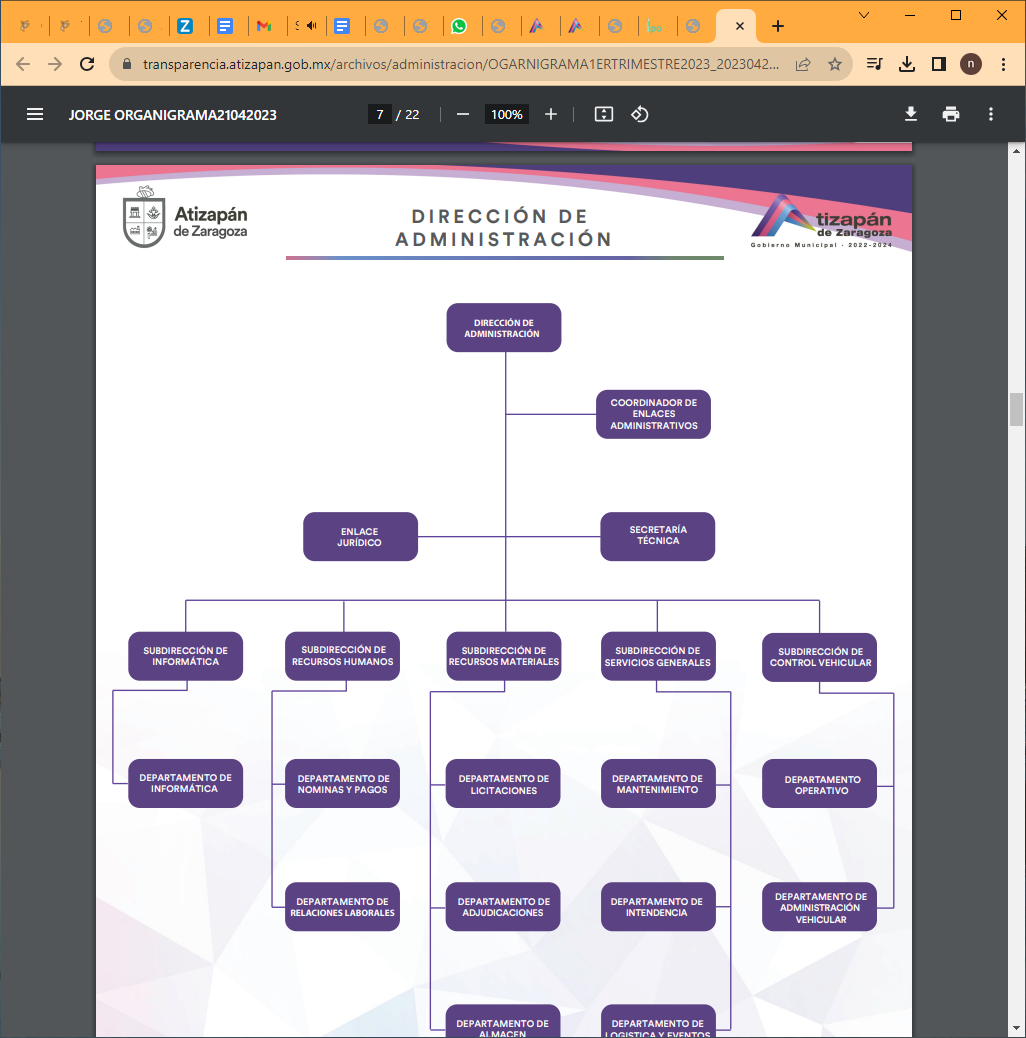 transparencia.atizapan.gob.mx/archivos/administracion/OGARNIGRAMA1ERTRIMESTRE2023_2023042...
n
JORGE ORGANIGRAMA21042023
7 / 22
100%
Atizapán
de Zaragoza
DIRECCIÓN DE
ADMINISTRACIÓN
tizapán
de Zaragoza
Gobierno Municipal · 2022-2024
DIRECCIÓN DE
ADMINISTRACIÓN
COORDINADOR DE
ENLACES
ADMINISTRATIVOS
ENLACE
JURÍDICO
SECRETARÍA
TÉCNICA
SUBDIRECCIÓN DE
INFORMÁTICA
SUBDIRECCIÓN DE
RECURSOS HUMANOS
SUBDIRECCIÓN DE
RECURSOS MATERIALES
SUBDIRECCIÓN DE
SERVICIOS GENERALES
SUBDIRECCIÓN DE
CONTROL VEHICULAR
DEPARTAMENTO DE
INFORMÁTICA
DEPARTAMENTO DE
NOMINAS Y PAGOS
DEPARTAMENTO DE
LICITACIONES
DEPARTAMENTO DE
MANTENIMIENTO
DEPARTAMENTO
OPERATIVO
DEPARTAMENTO DE
RELACIONES LABORALES
DEPARTAMENTO DE
ADJUDICACIONES
DEPARTAMENTO DE
INTENDENCIA
DEPARTAMENTO DE
ADMINISTRACIÓN
VEHICULAR
DEPARTAMENTO DE
ALMACEN
DEPARTAMENTO DE
LOGISTICA Y EVENTOS